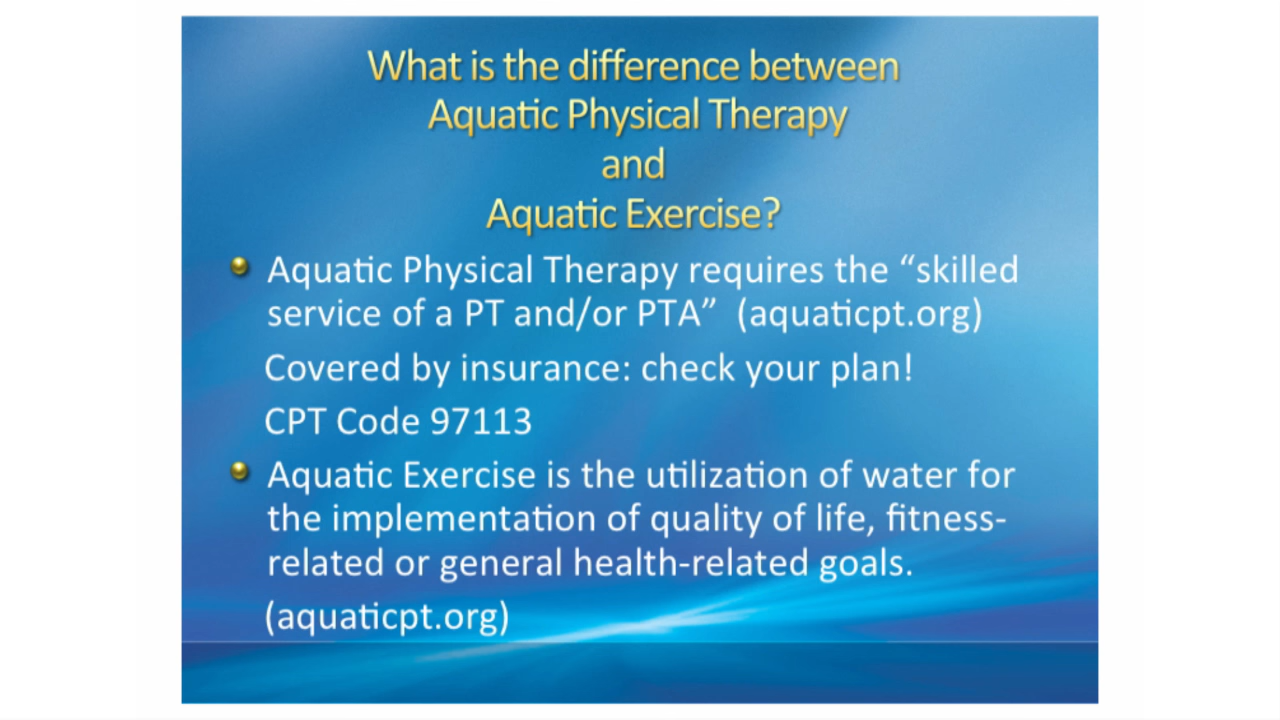 What is the difference between
Aquatic Physical Therapy
and
Aquatic Exercise?
Aquatic Physical Therapy requires the “skilled
service of a PT and/or PTA”  (aquaticpt.org)
Covered by insurance: check your plan!
CPT Code 97113
Aquatic Exercise is the utilization of water for
the implementation of quality of life, fitness-
related or general health-related goals.
(aquaticpt.org)